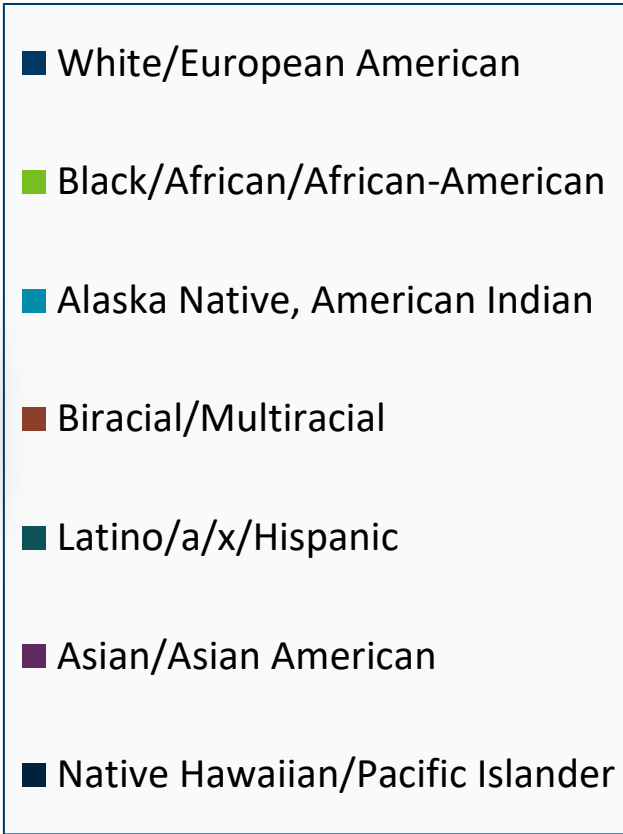 White/European American
Black/African/African-American
Alaska Native, American Indian
Biracial/Multiracial
Latino/a/x/Hispanic
Asian/Asian American
Native Hawaiian/Pacific Islander